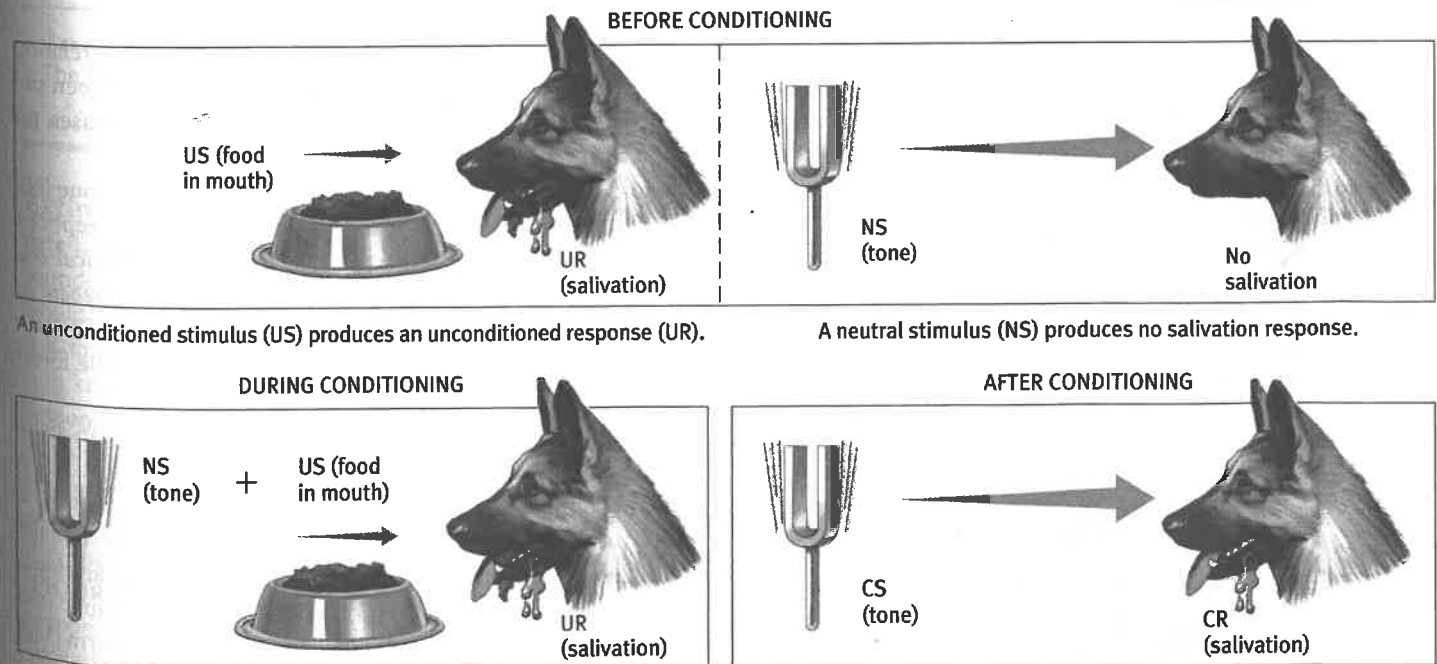 BEFORE CONDITIONING
US (food
in mouth)
UR
(salivation)
NS
(tone)
No
salivation
An unconditioned stimulus (US) produces an unconditioned response (UR).
A neutral stimulus (NS) produces no salivation response.
DURING CONDITIONING
NS
(tone)
+
US (food
in mouth)
UR
(salivation)
AFTER CONDITIONING
CS
(tone)
CR
(salivation)